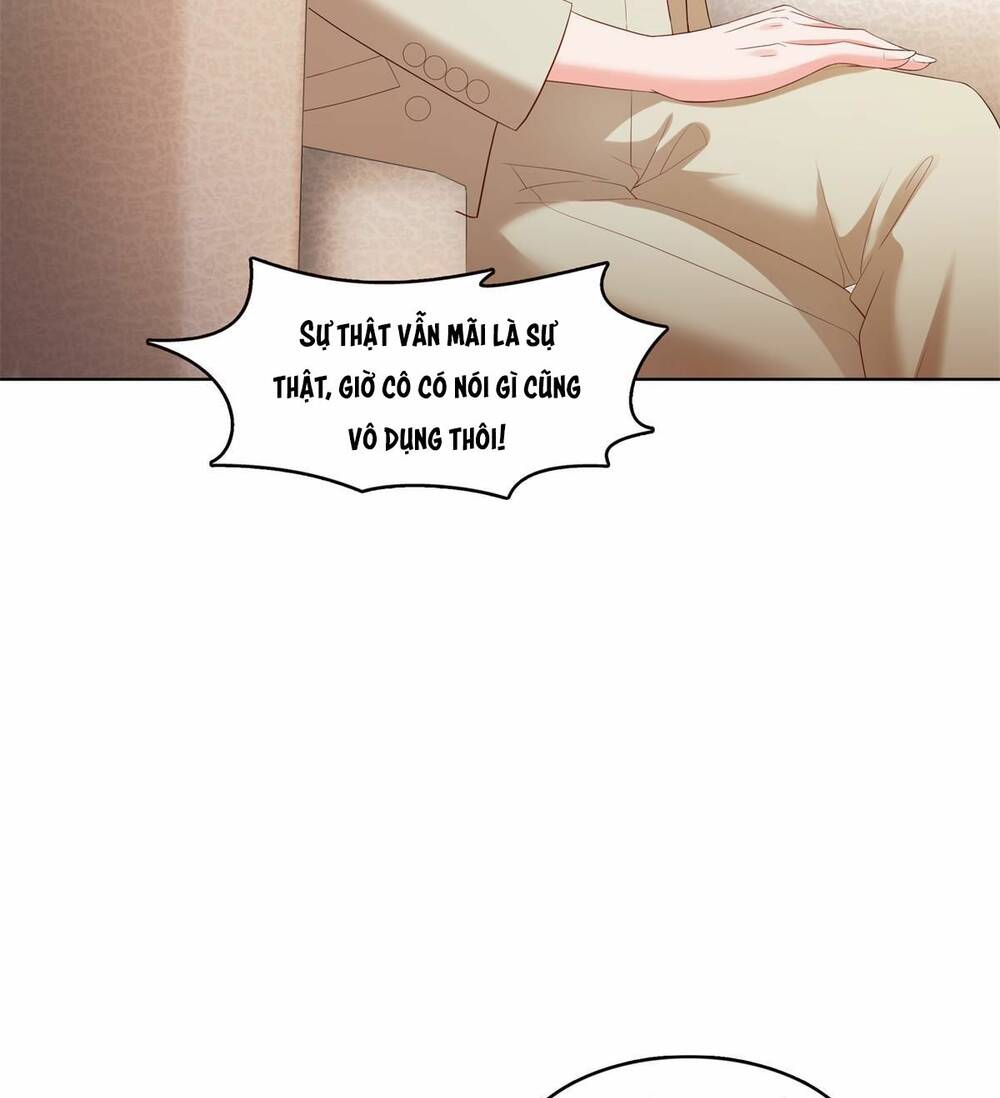 SỰ THẬT VẪN MÃI LÀ SỰ
THẬT, GIỜ CÔ CÓ NÓI GÌ CŨNG
VÔ DỤNG THÔI!